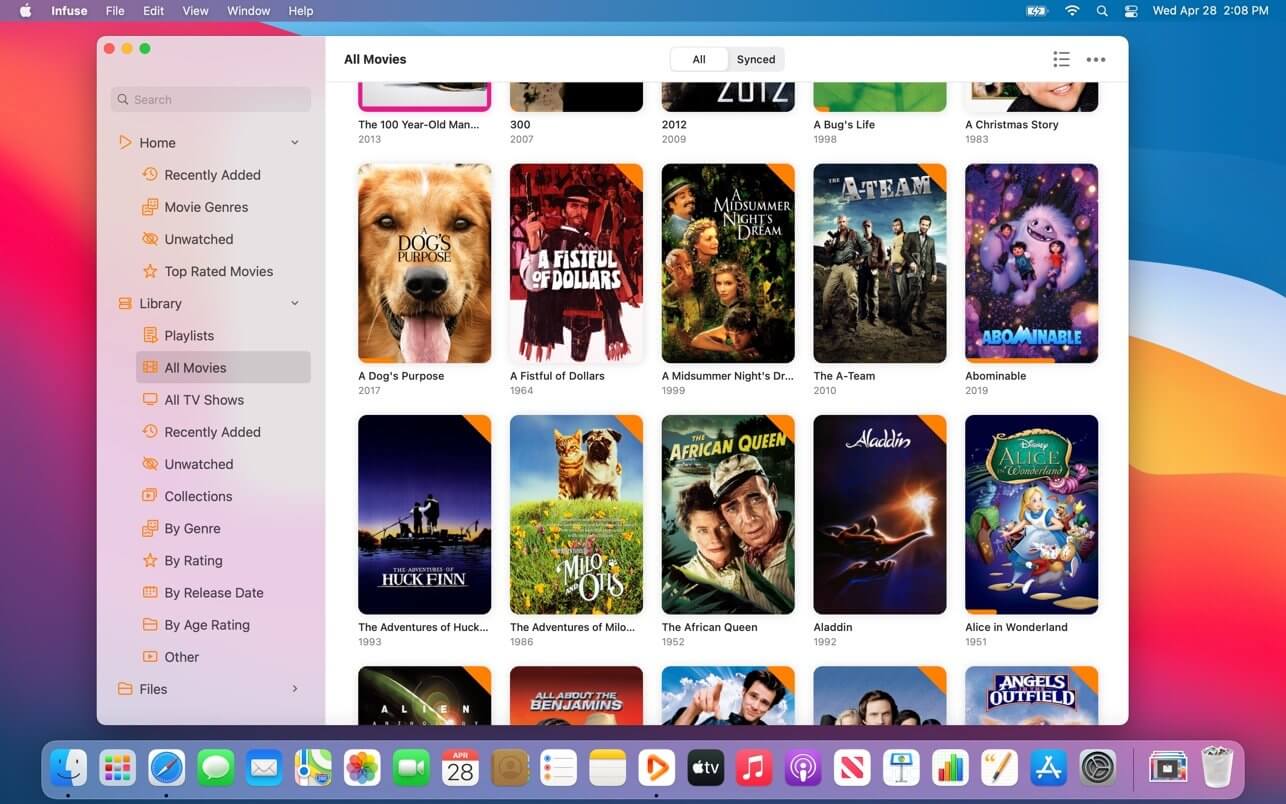 Infuse File Edit View Window Help Wed Apr 28 2:08 PM
Search
Home
Recently Added
Movie Genres
Unwatched
Top Rated Movies
Library
Playlists
All Movies
All TV Shows
Recently Added
Unwatched
Collections
By Genre
By Rating
By Release Date
By Age Rating
Other
Files
All Movies All Synced
2012
The 100 Year-Old Man... 300 2012 A Bug's Life A Christmas Story
2013 2007 2009 1998 1983
A
DOG'S
PURPOSE
A FISTFUL
OF DOLLARS
A
MIDSUMMER
NIGHT'S
DREAM
THE
A-TEAM
ABOMINABLE
A Dog's Purpose A Fistful of Dollars A Midsummer Night's Dr... The A-Team Abominable
2017 1964 1999 2010 2019
THE ADVENTURES OF
HUCK FINN
MILO
AND OTIS
THE
AFRICAN QUEEN
Aladdin
Disney
ALICE
in Wonderland
The Adventures of Huck... The Adventures of Milo... The African Queen Aladdin Alice in Wonderland
1993 1986 1952 1992 1951
ALIEN
ALL ABOUT THE
BENJAMINS
ANGELS
IN THE
OUTFIELD
APR
28
tv